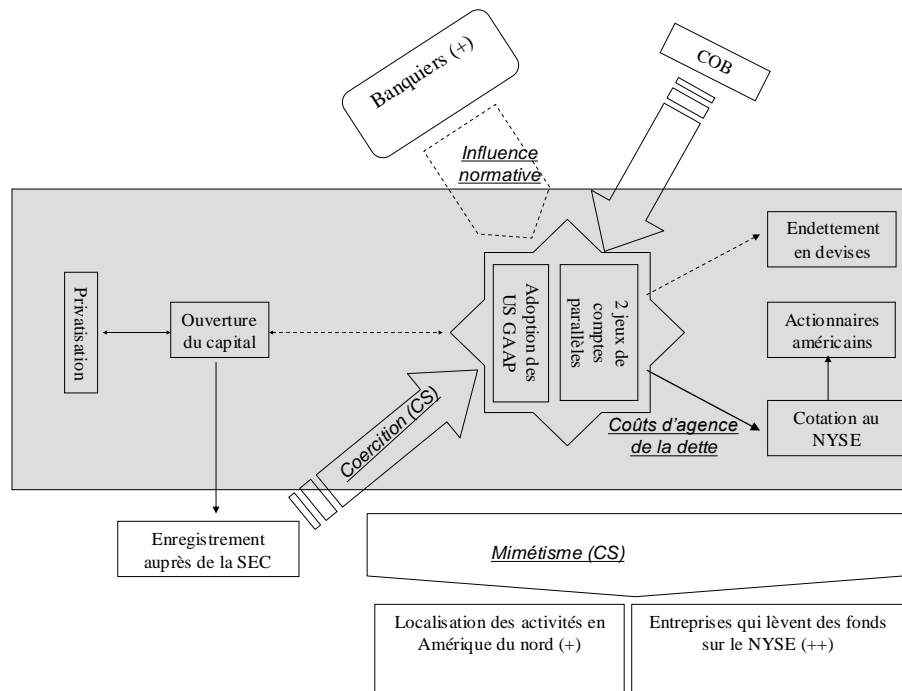 Banquiers (+)
COB
Influence
normative
Endettement
en devises
Privatisation
Ouverture
du capital
Adoption des
US GAAP
2 jeux de
comptes
parallèles
Actionnaires
américains
Coercition (CS)
Coûts d'agence
de la dette
Cotation au
NYSE
Enregistrement
auprès de la SEC
Mimétisme (CS)
Localisation des activités en
Amérique du nord (+)
Entreprises qui lèvent des fonds
sur le NYSE (++)